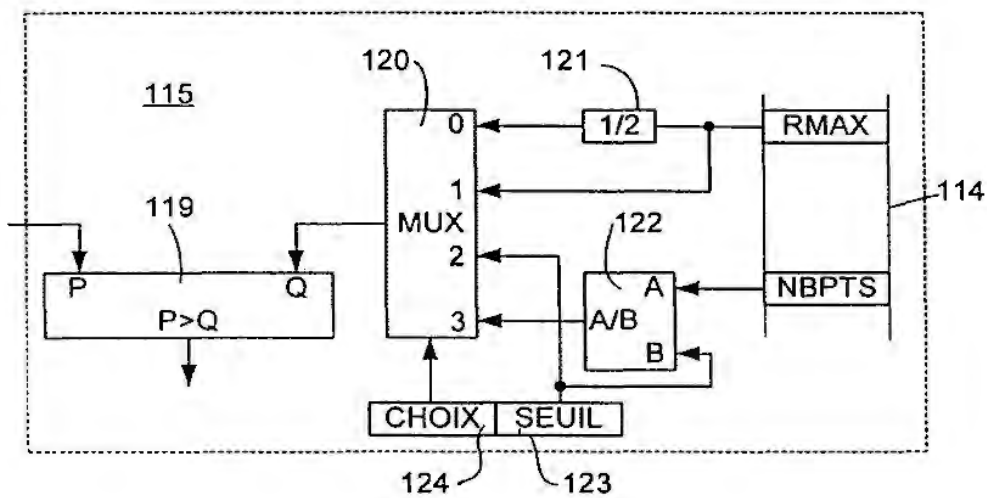 120
121
115
0
1/2
RMAX
1
114
119
MUX
122
2
P
Q
A
NBPTS
P>Q
3
A/B
B
CHOIX
SEUIL
124
123